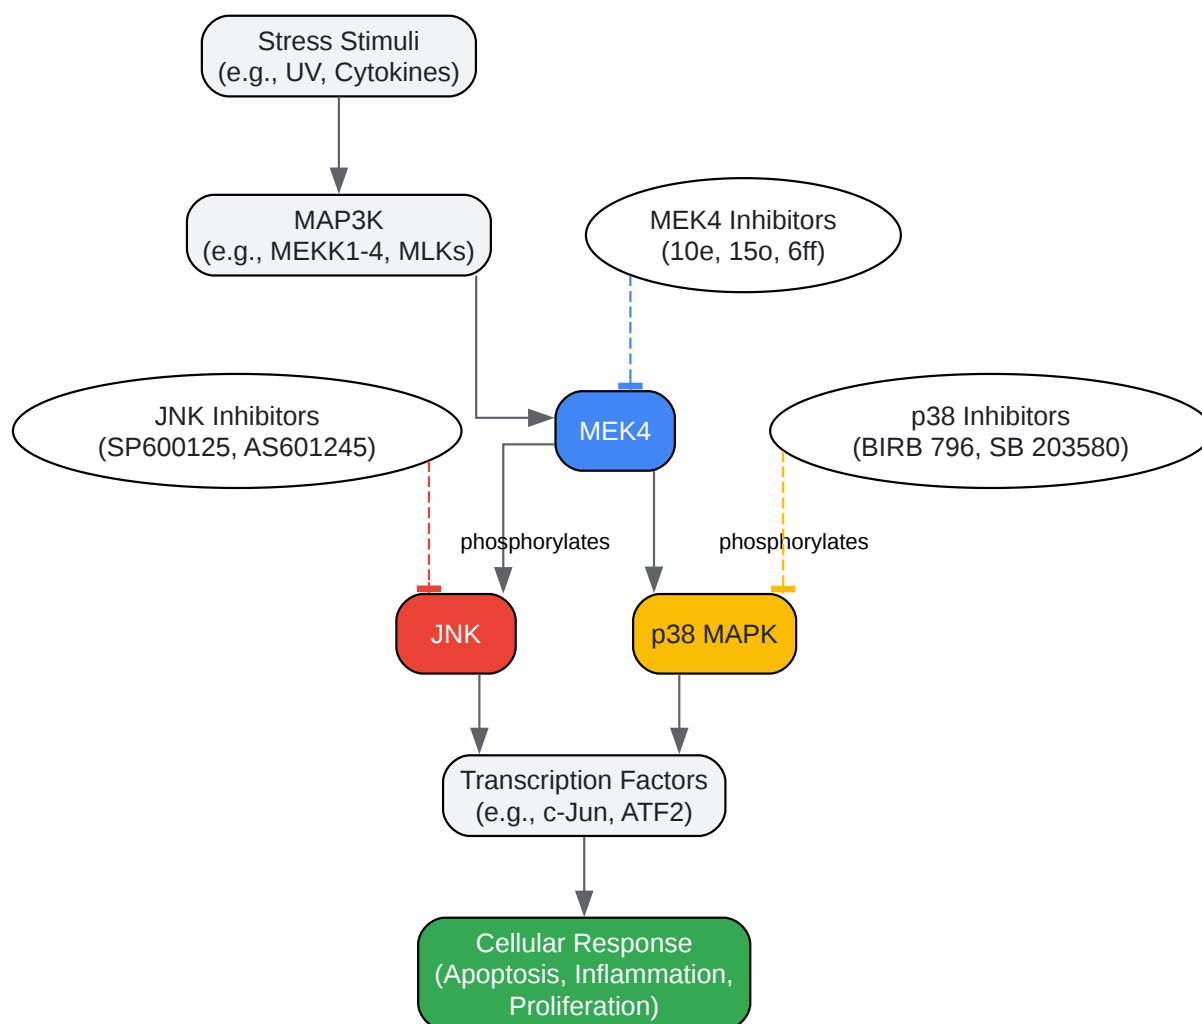 Stress Stimuli
(e.g., UV, Cytokines)
MAP3K
(e.g., MEKK1-4, MLKs)
MEK4 Inhibitors
(10e, 15o, 6ff)
JNK Inhibitors
(SP600125, AS601245)
MEK4
p38 Inhibitors
(BIRB 796, SB 203580)
phosphorylates
phosphorylates
JNK
p38 MAPK
Transcription Factors
(e.g., c-Jun, ATF2)
Cellular Response
(Apoptosis, Inflammation,
Proliferation)